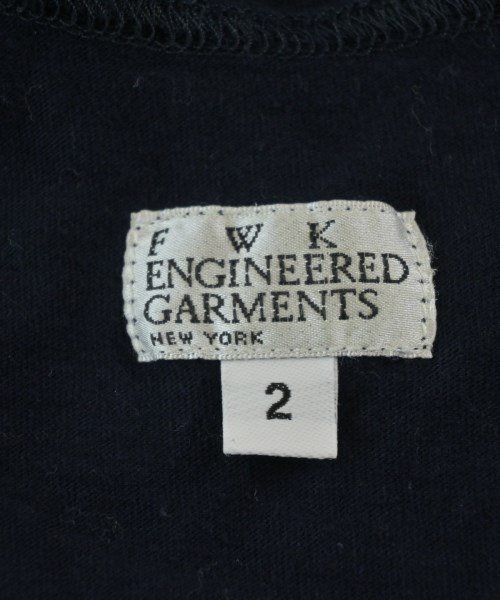 F W K
ENGINEERED
GARMENTS
NEW YORK
2